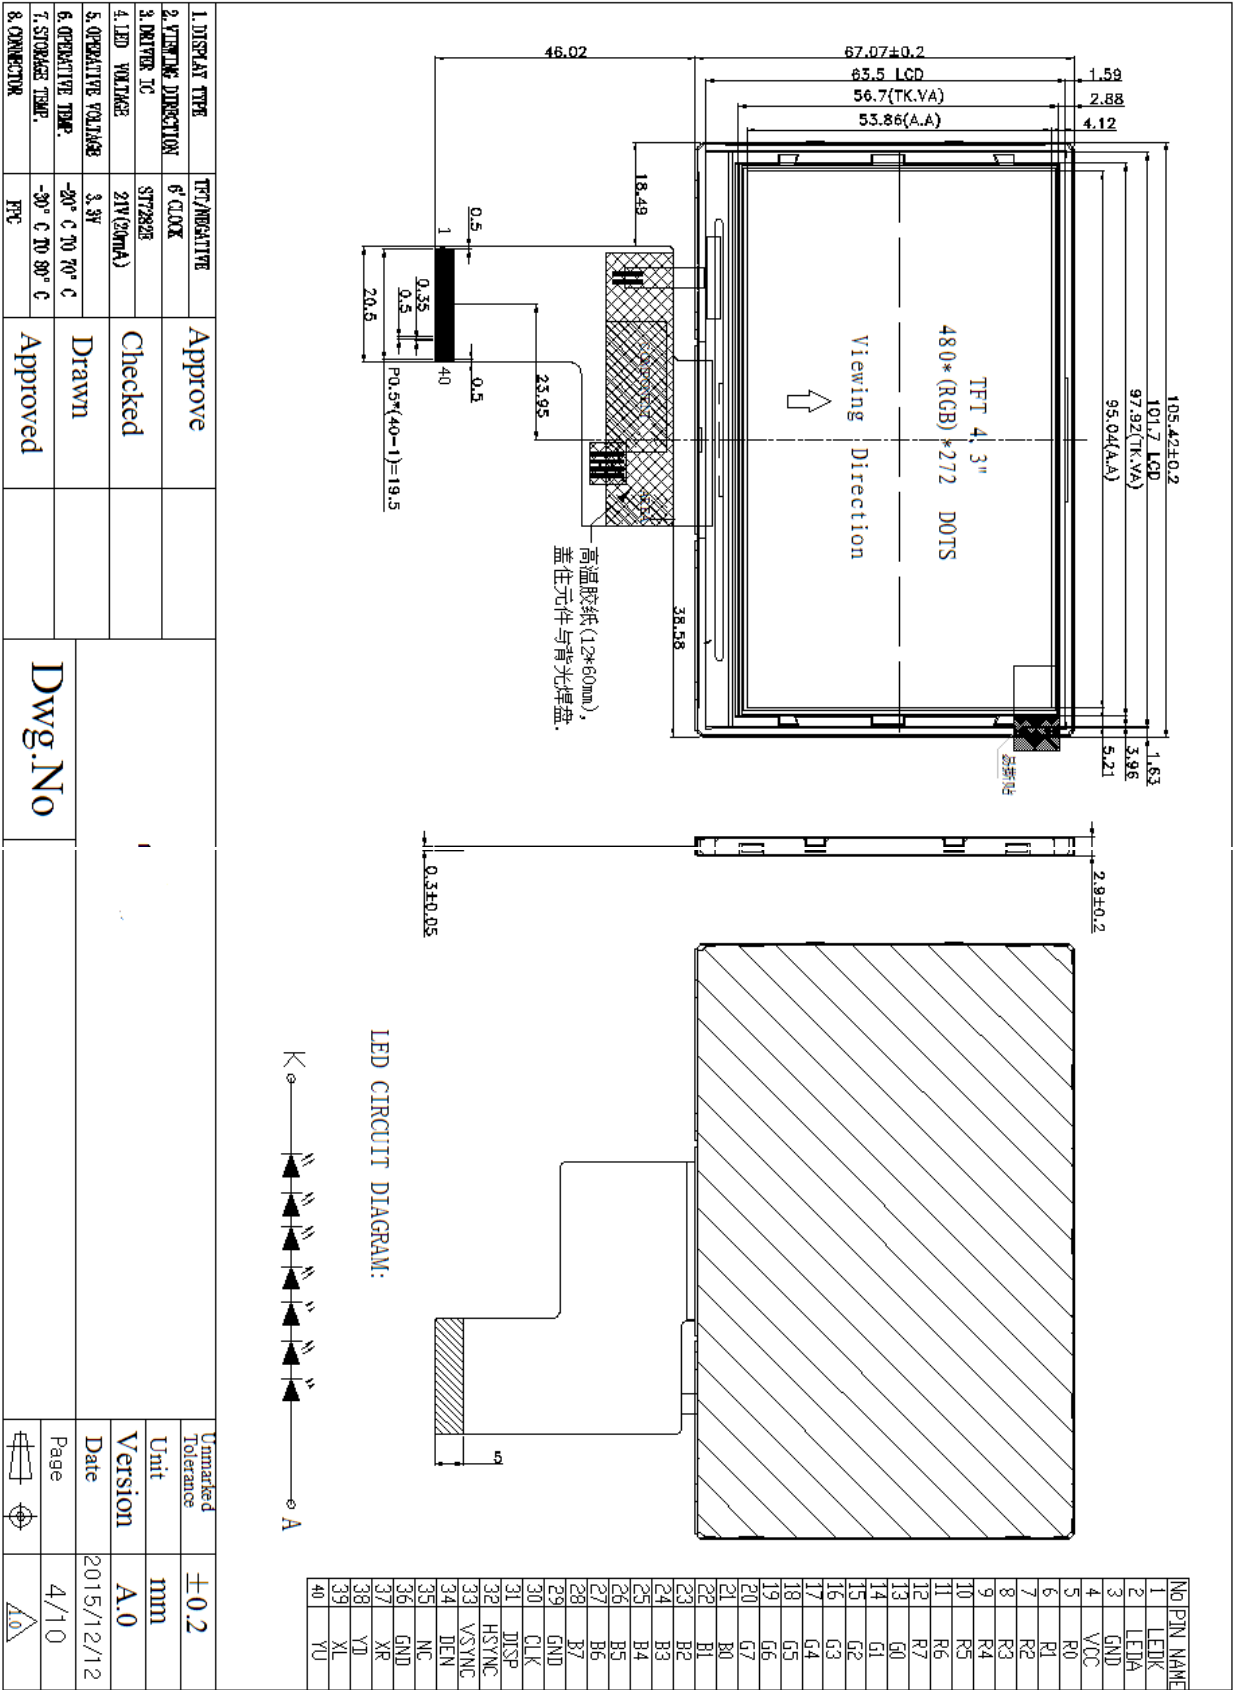 105.42±0.2
101.7 LCD
97.92(TK.VA)
95.04(A.A)
1.63
3.96
5.21
67.07±0.2
63.5 LCD
56.7(TK.VA)
53.86(A.A)
1.59
2.88
4.12
46.02
TFT 4.3"
480*(RGB)*272 DOTS
Viewing Direction
18.49
38.58
0.5
1
40
0.5
23.95
0.35
0.5
20.5
P0.5*(40-1)=19.5
高温胶纸(12*60mm),
盖住元件与背光焊盘.
易撕贴
2.9±0.2
0.3±0.05
5
LED CIRCUIT DIAGRAM:
K
A
No PIN NAME
1 LEDK
2 LEDA
3 GND
4 VCC
5 R0
6 R1
7 R2
8 R3
9 R4
10 R5
11 R6
12 R7
13 G0
14 G1
15 G2
16 G3
17 G4
18 G5
19 G6
20 G7
21 B0
22 B1
23 B2
24 B3
25 B4
26 B5
27 B6
28 B7
29 GND
30 CLK
31 DISP
32 HSYNC
33 VSYNC
34 DEN
35 NC
36 GND
37 XR
38 YD
39 XL
40 YU
1.DISPLAY TYPE TFT/NEGATIVE
2.VIEWING DIRECTION 6' CLOCK
3.DRIVER IC
4.LED VOLTAGE 21V(20mA)
5.OPERATIVE VOLTAGE 3.3V
6.OPERATIVE TEMP. -20° C TO 70° C
7.STORAGE TEMP. -30° C TO 80° C
8.CONNECTOR FPC
Approve
Checked
Drawn
Approved
Dwg.No
Unmarked Tolerance ±0.2
Unit mm
Version A.0
Date 2015/12/12
Page 4/10
1.0